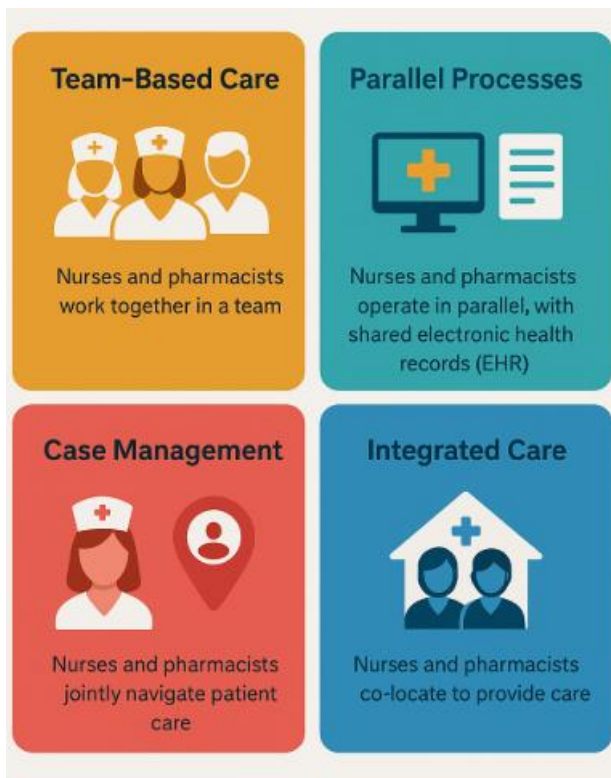 Team-Based Care
Nurses and pharmacists
work together in a team
Parallel Processes
Nurses and pharmacists
operate in parallel, with
shared electronic health
records (EHR)
Case Management
Nurses and pharmacists
jointly navigate patient
care
Integrated Care
Nurses and pharmacists
co-locate to provide care